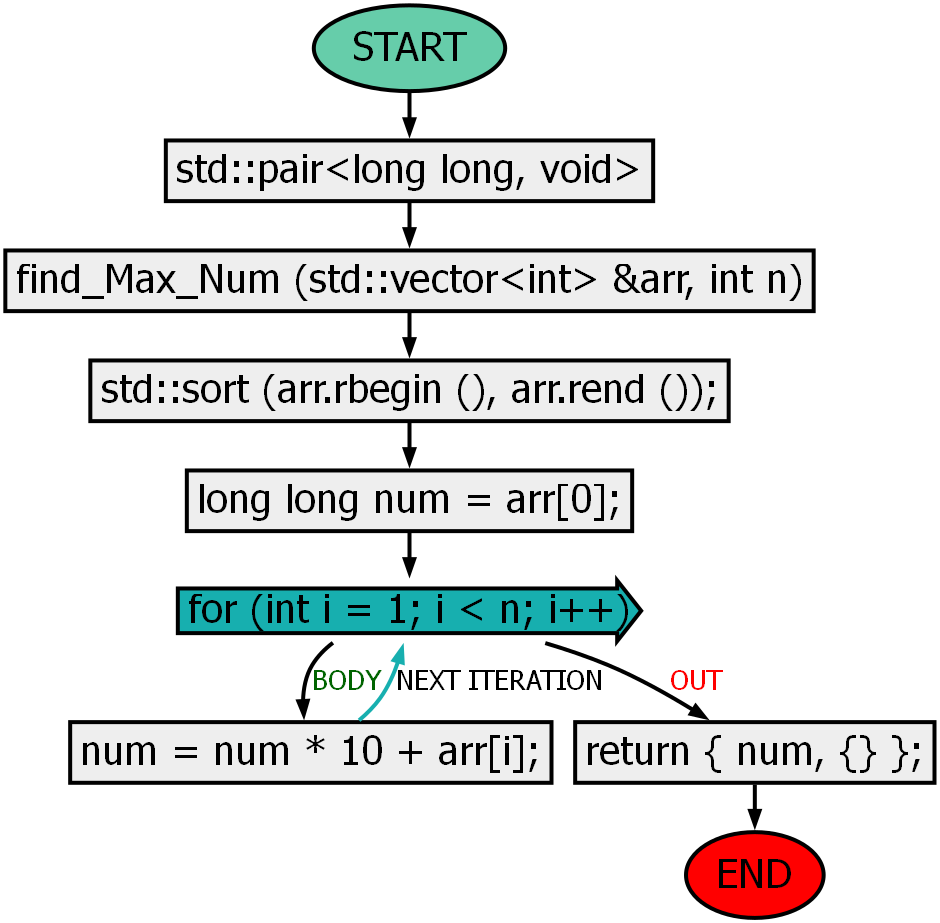 START
std::pair<long long, void>
find_Max_Num (std::vector<int> &arr, int n)
std::sort (arr.rbegin (), arr.rend ());
long long num = arr[0];
for (int i = 1; i < n; i++)
BODY
NEXT ITERATION
OUT
num = num * 10 + arr[i];
return { num, {} };
END